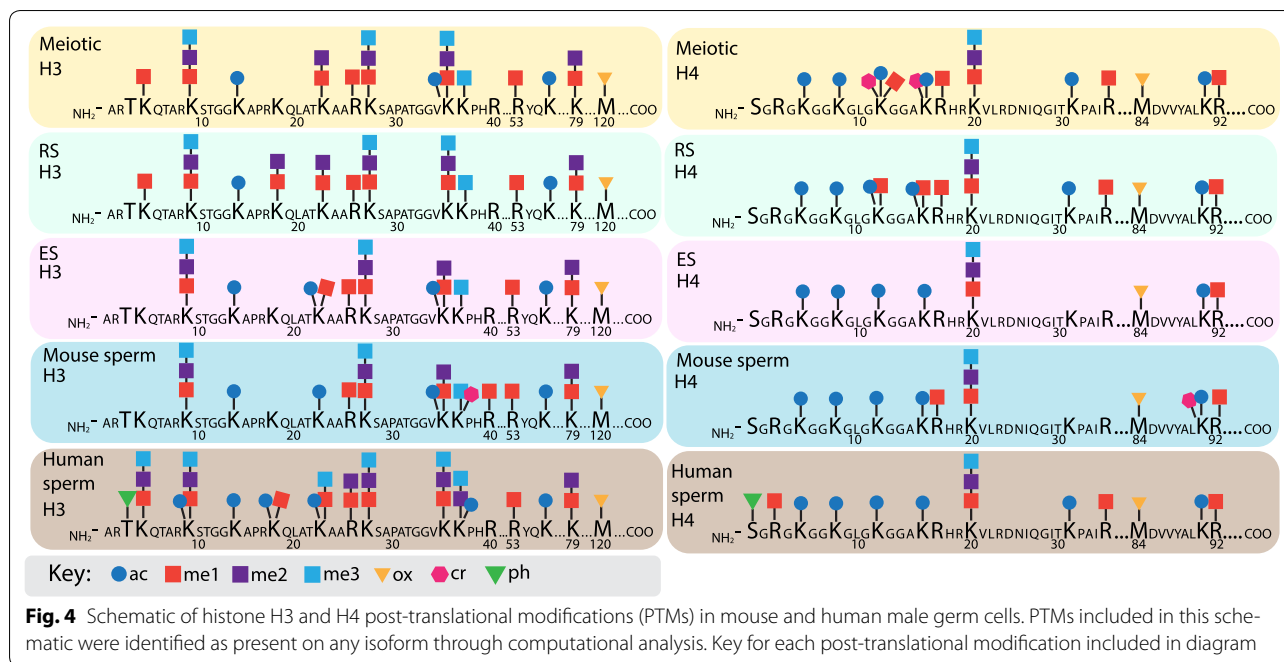 Meiotic
H3
NH2- ARTKQTARKSTGGKAPRKQLATKAARKSAPATGGVKKPHR...RYQK...K...M...COO
10 20 30 40 53 79 120
Meiotic
H4
NH2-SGRGKGGKGLGKGGAKRHRKVLRDNIQGITKPAIR...MDVVYALKR....COO
10 20 30 84 92
RS
H3
NH2- ARTKQTARKSTGGKAPRKQLATKAARKSAPATGGVKKPHR...RYQK...K...M...COO
10 20 30 40 53 79 120
RS
H4
NH2-SGRGKGGKGLGKGGAKRHRKVLRDNIQGITKPAIR...MDVVYALKR....COO
10 20 30 84 92
ES
H3
NH2- ARTKQTARKSTGGKAPRKQLATKAARKSAPATGGVKKPHR...RYQK...K...M...COO
10 20 30 40 53 79 120
ES
H4
NH2-SGRGKGGKGLGKGGAKRHRKVLRDNIQGITKPAIR...MDVVYALKR....COO
10 20 30 84 92
Mouse sperm
H3
NH2- ARTKQTARKSTGGKAPRKQLATKAARKSAPATGGVKKPHR...RYQK...K...M...COO
10 20 30 40 53 79 120
Mouse sperm
H4
NH2-SGRGKGGKGLGKGGAKRHRKVLRDNIQGITKPAIR...MDVVYALKR....COO
10 20 30 84 92
Human
sperm
H3
NH2- ARTKQTARKSTGGKAPRKQLATKAARKSAPATGGVKKPHR...RYQK...K...M...COO
10 20 30 40 53 79 120
Human
sperm
H4
NH2-SGRGKGGKGLGKGGAKRHRKVLRDNIQGITKPAIR...MDVVYALKR....COO
10 20 30 84 92
Key: ac me1 me2 me3 ox cr ph
Fig. 4 Schematic of histone H3 and H4 post-translational modifications (PTMs) in mouse and human male germ cells. PTMs included in this sche-
matic were identified as present on any isoform through computational analysis. Key for each post-translational modification included in diagram